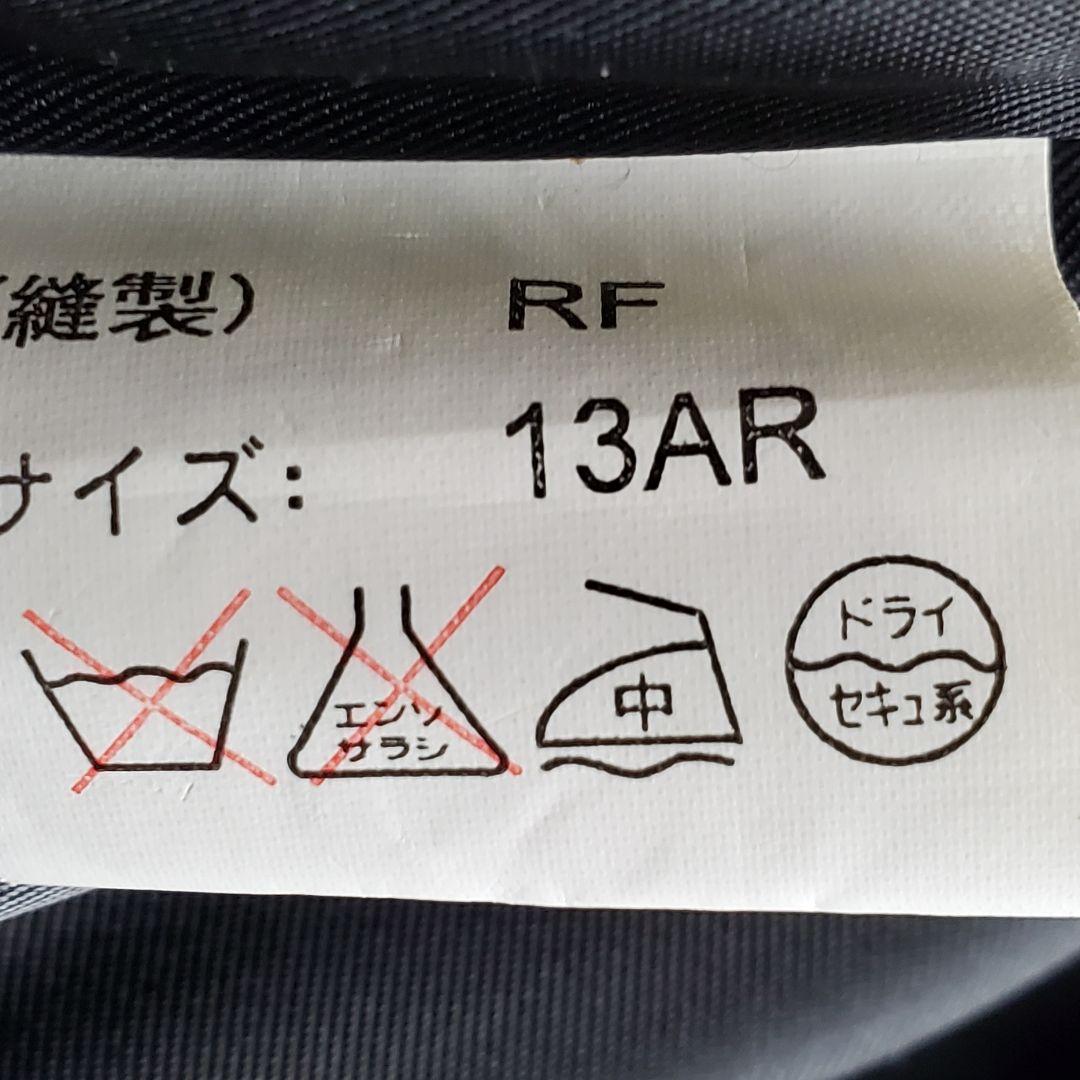 (縫製) RF
サイズ: 13AR
エンソ
サラシ
中
ドライ
セキュ系